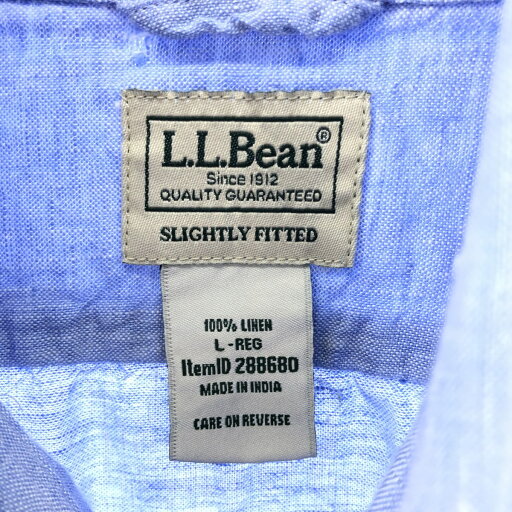 L.L.Bean®
Since 1912
QUALITY GUARANTEED
SLIGHTLY FITTED
100% LINEN
L - REG
ItemID 288680
MADE IN INDIA
CARE ON REVERSE